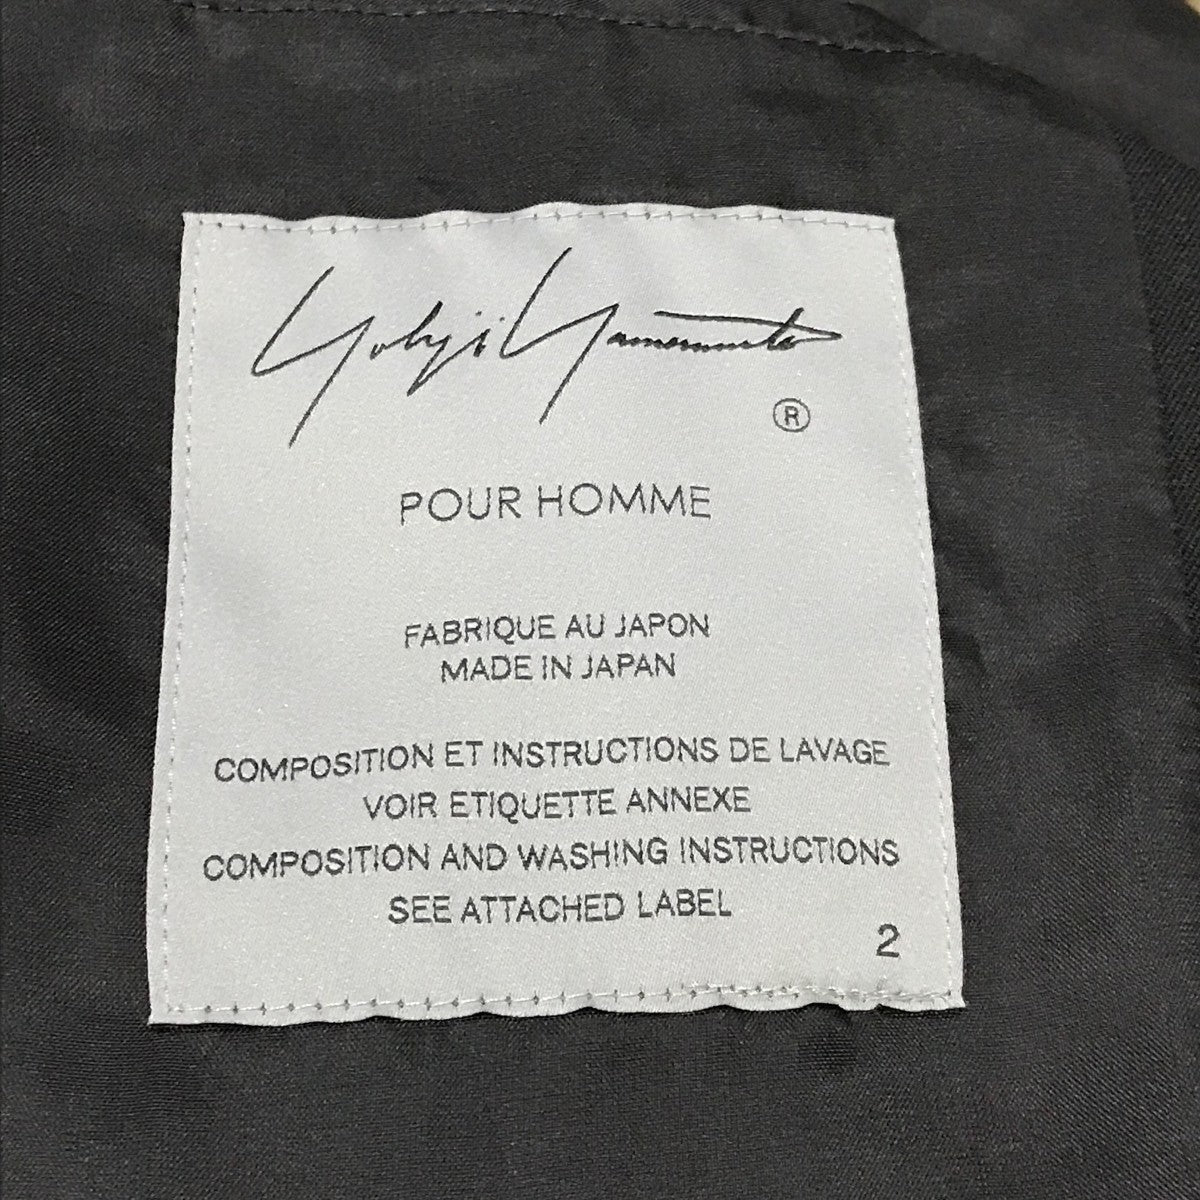 Yohji Yamamoto
®
POUR HOMME
FABRIQUE AU JAPON
MADE IN JAPAN
COMPOSITION ET INSTRUCTIONS DE LAVAGE
VOIR ETIQUETTE ANNEXE
COMPOSITION AND WASHING INSTRUCTIONS
SEE ATTACHED LABEL
2